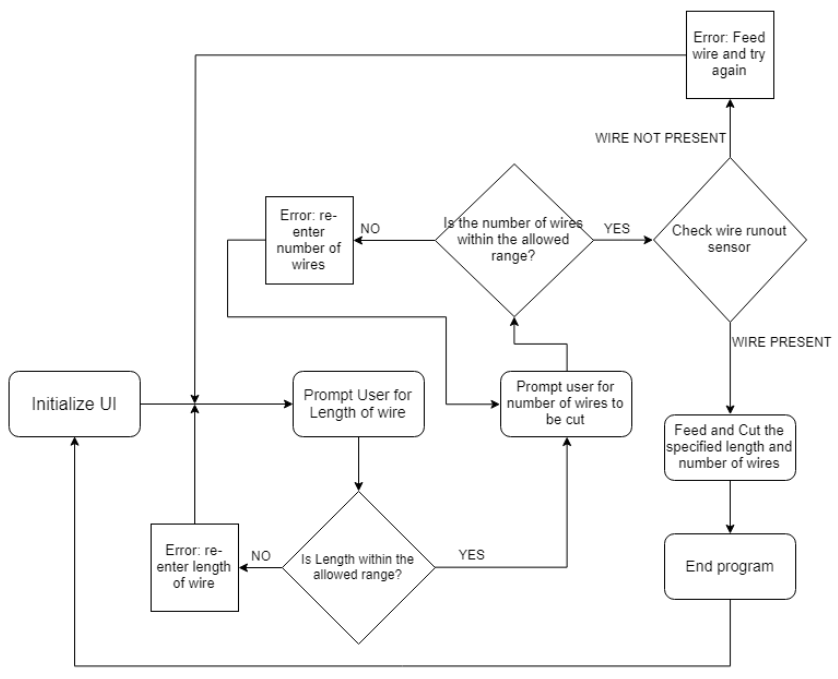 Error: Feed
wire and try
again
WIRE NOT PRESENT
Error: re-
enter
number of
wires
NO
Is the number of wires
within the allowed
range?
YES
Check wire runout
sensor
WIRE PRESENT
Initialize UI
Prompt User for
Length of wire
Prompt user for
number of wires to
be cut
Feed and Cut the
specified length and
number of wires
Error: re-
enter length
of wire
NO
Is Length within the
allowed range?
YES
End program